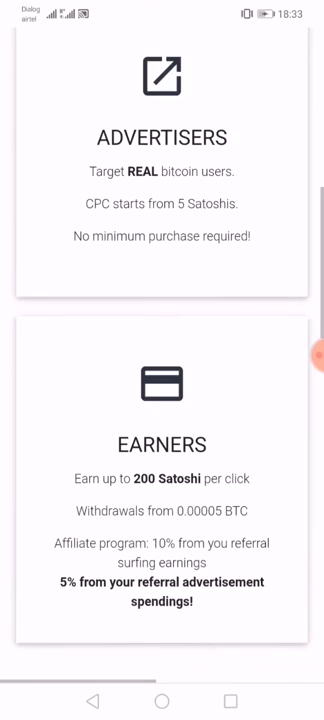 Dialog
airtel
18:33
ADVERTISERS
Target REAL bitcoin users.
CPC starts from 5 Satoshis.
No minimum purchase required!
EARNERS
Earn up to 200 Satoshi per click
Withdrawals from 0.00005 BTC
Affiliate program: 10% from you referral
surfing earnings
5% from your referral advertisement
spendings!